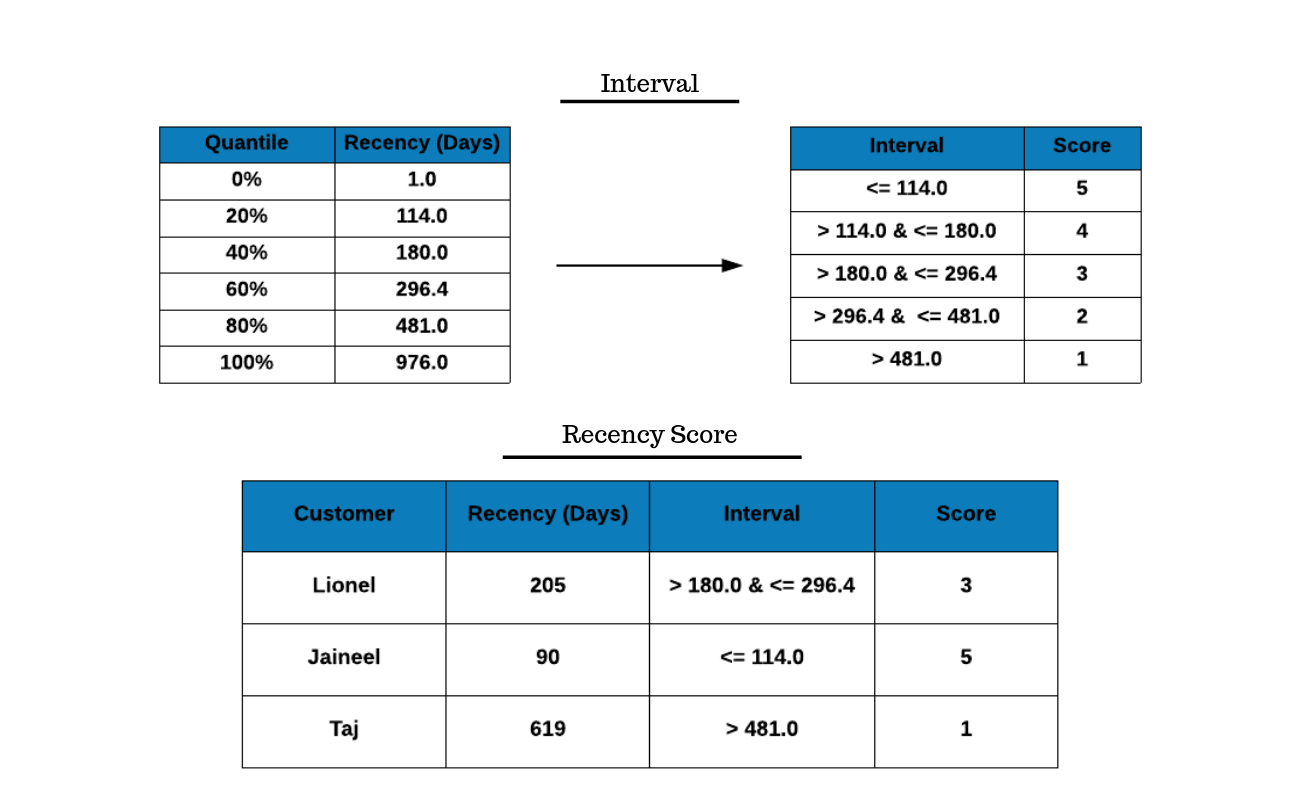 Interval
Quantile Recency (Days)
0% 1.0
20% 114.0
40% 180.0
60% 296.4
80% 481.0
100% 976.0
Interval Score
<= 114.0 5
> 114.0 & <= 180.0 4
> 180.0 & <= 296.4 3
> 296.4 & <= 481.0 2
> 481.0 1
Recency Score
Customer Recency (Days) Interval Score
Lionel 205 > 180.0 & <= 296.4 3
Jaineel 90 <= 114.0 5
Taj 619 > 481.0 1